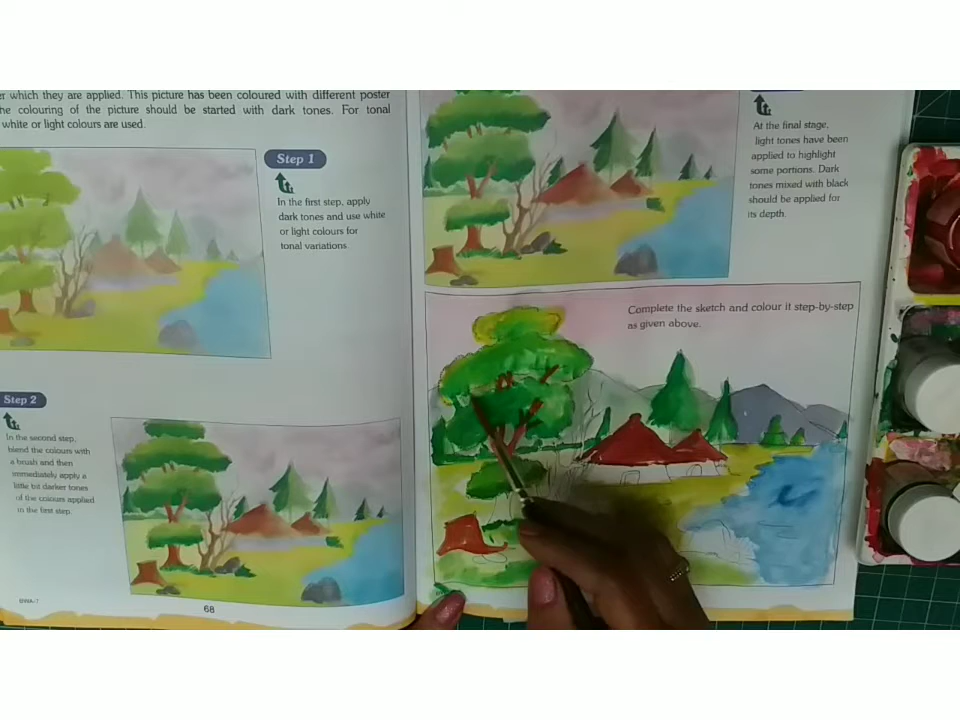 er which they are applied. This picture has been coloured with different poster
he colouring of the picture should be started with dark tones. For tonal
white or light colours are used.
Step 1
In the first step, apply
dark tones and use white
or light colours for
tonal variations
Step 2
In the second step,
blend the colours with
a brush and then
immediately apply a
little bit darker tones
of the colours applied
in the first step.
BWA-7
68
At the final stage,
light tones have been
applied to highlight
some portions. Dark
tones mixed with black
should be applied for
its depth.
Complete the sketch and colour it step-by-step
as given above.